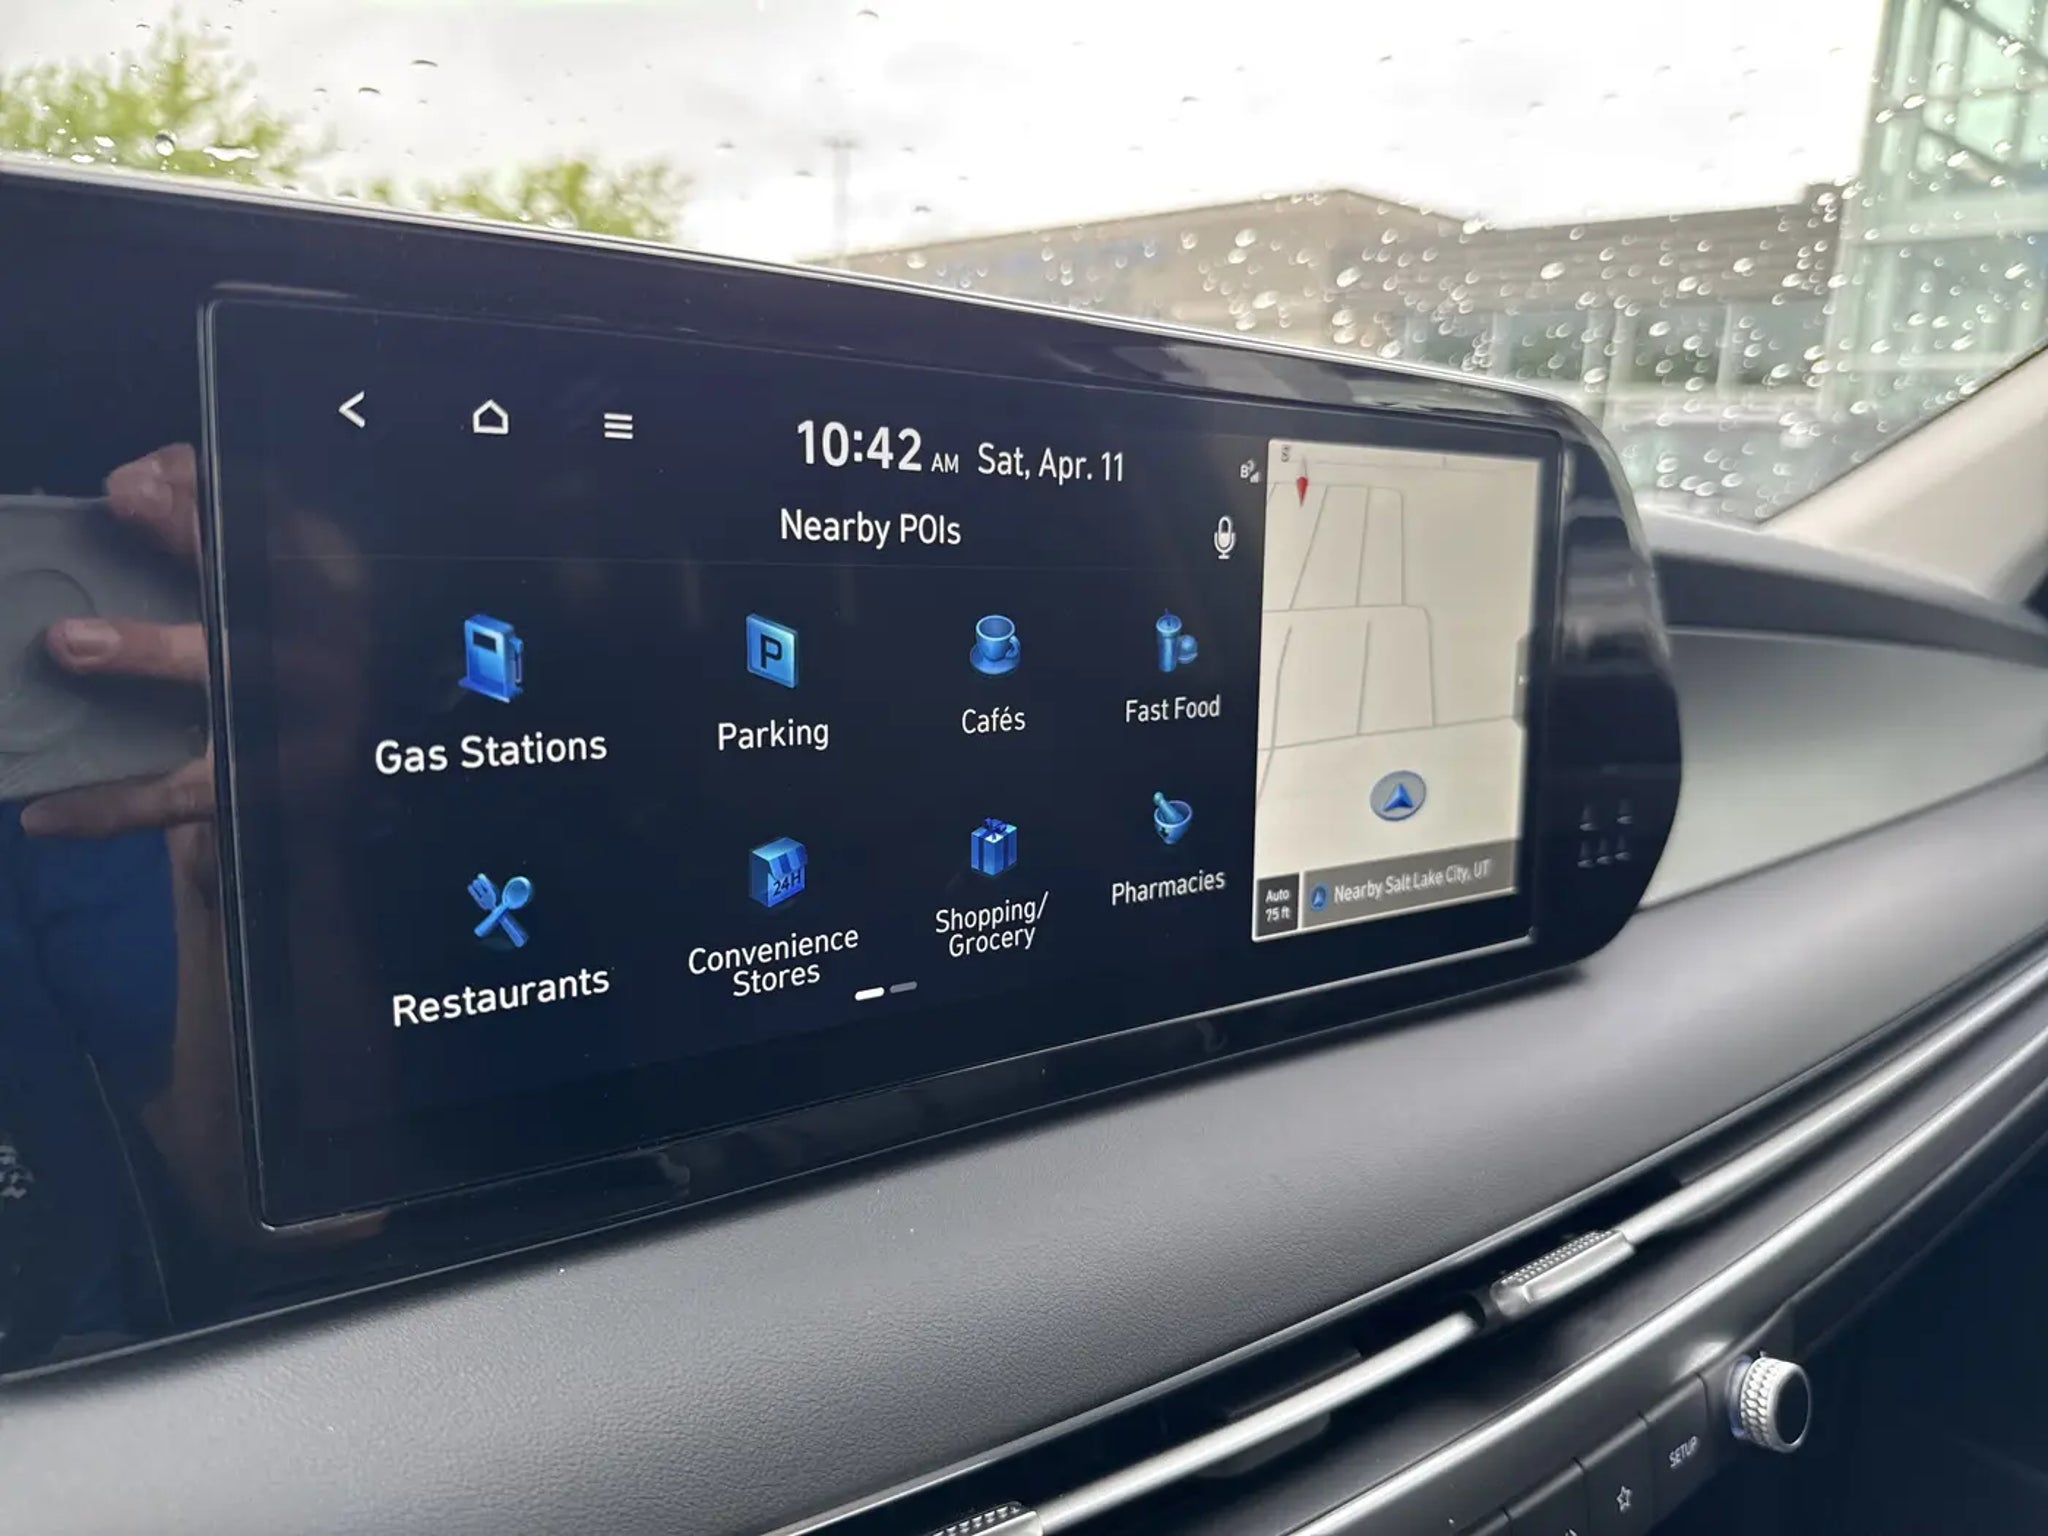 10:42 AM Sat, Apr. 11
Nearby POIs
Gas Stations
P
Parking
Cafés
Fast Food
Restaurants
24H
Convenience
Stores
Shopping/
Grocery
Pharmacies
Auto
75 ft
Nearby Salt Lake City, UT
SETUP